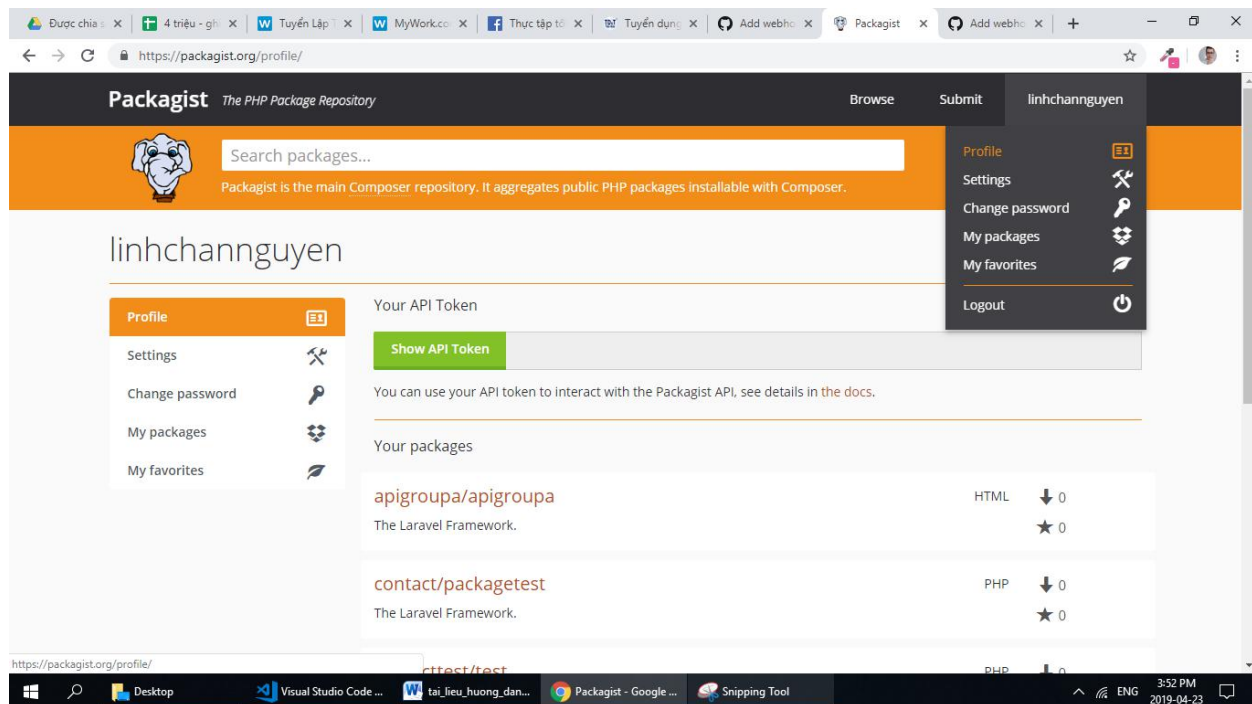 Được chia s
4 triệu - ghi
Tuyển Lập T
MyWork.co
Thực tập tố
Tuyển dụng
Add webho
Packagist
Add webho
https://packagist.org/profile/
Packagist The PHP Package Repository
Browse
Submit
linhchannguyen
Search packages...
Packagist is the main Composer repository. It aggregates public PHP packages installable with Composer.
Profile
Settings
Change password
My packages
My favorites
Logout
linhchannguyen
Profile
Settings
Change password
My packages
My favorites
Your API Token
Show API Token
You can use your API token to interact with the Packagist API, see details in the docs.
Your packages
apigroupa/apigroupa
HTML
0
The Laravel Framework.
0
contact/packagetest
PHP
0
The Laravel Framework.
0
cttest/test
PHP
0
https://packagist.org/profile/
Desktop
Visual Studio Code ...
tai_lieu_huong_dan...
Packagist - Google ...
Snipping Tool
ENG
3:52 PM
2019-04-23